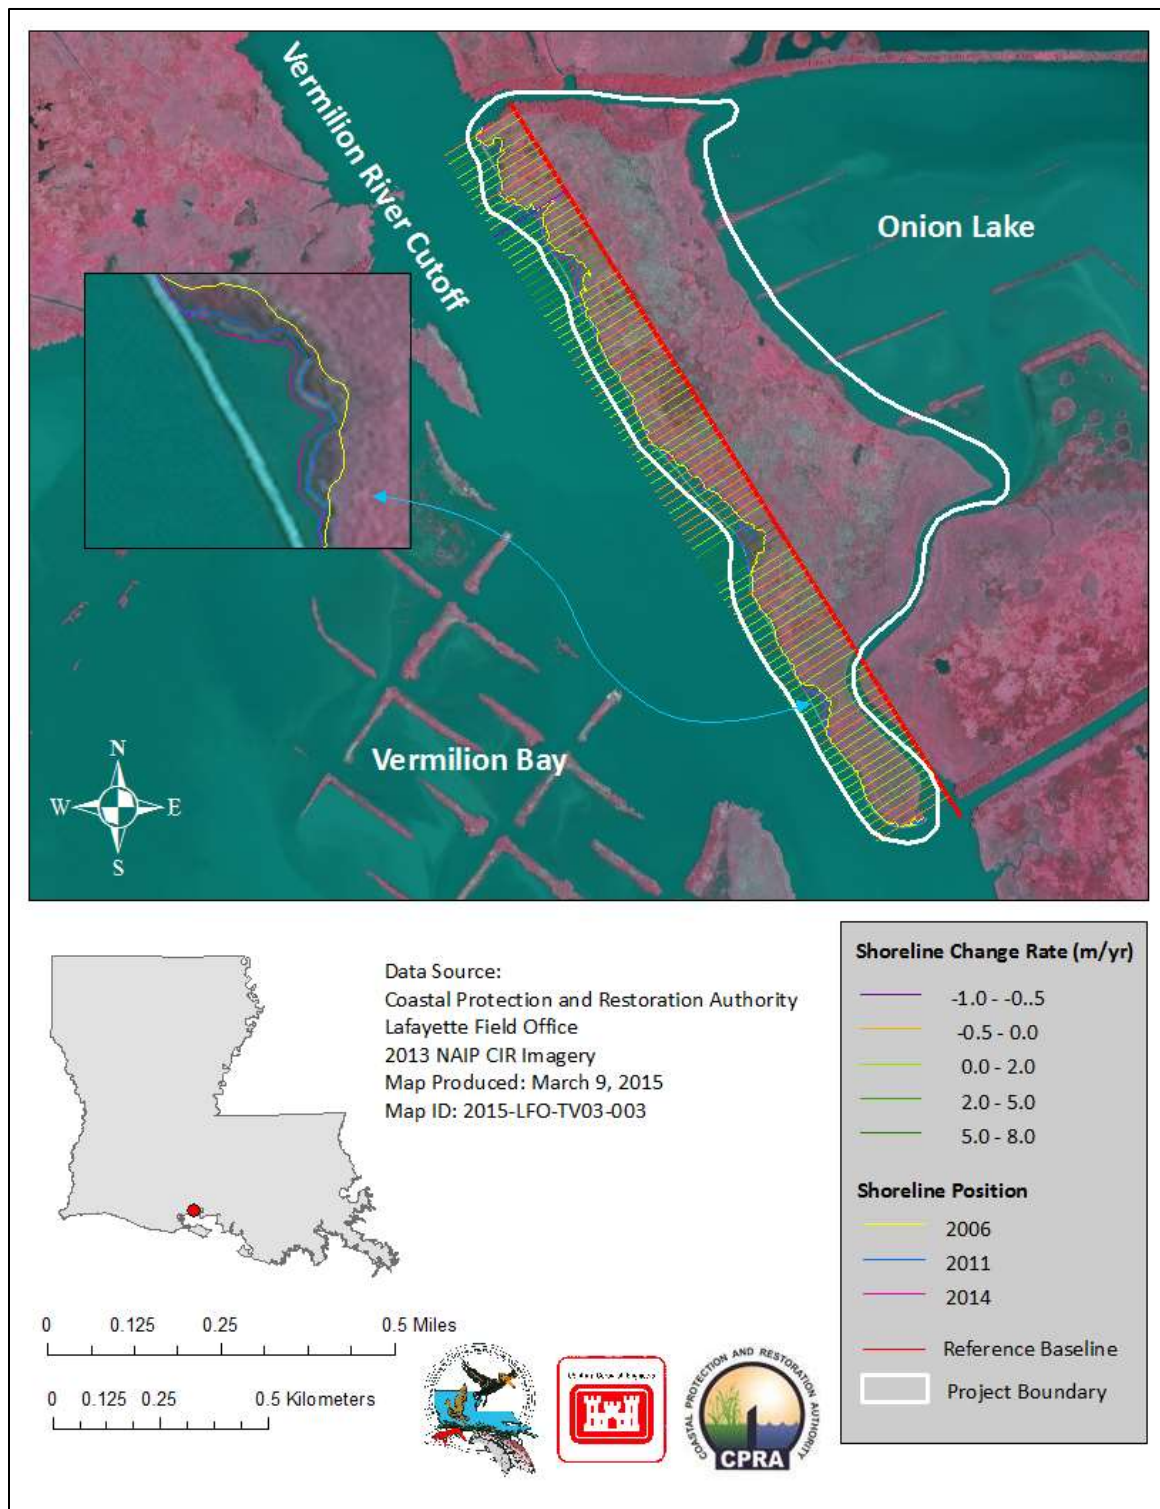 Vermilion River Cutoff
Onion Lake
Vermilion Bay
N
W E
S
Data Source:
Coastal Protection and Restoration Authority
Lafayette Field Office
2013 NAIP CIR Imagery
Map Produced: March 9, 2015
Map ID: 2015-LFO-TV03-003
0 0.125 0.25 0.5 Miles
0 0.125 0.25 0.5 Kilometers
COASTAL PROTECTION AND RESTORATION AUTHORITY
CPRA
Shoreline Change Rate (m/yr)
-1.0 - -0..5
-0.5 - 0.0
0.0 - 2.0
2.0 - 5.0
5.0 - 8.0
Shoreline Position
2006
2011
2014
Reference Baseline
Project Boundary